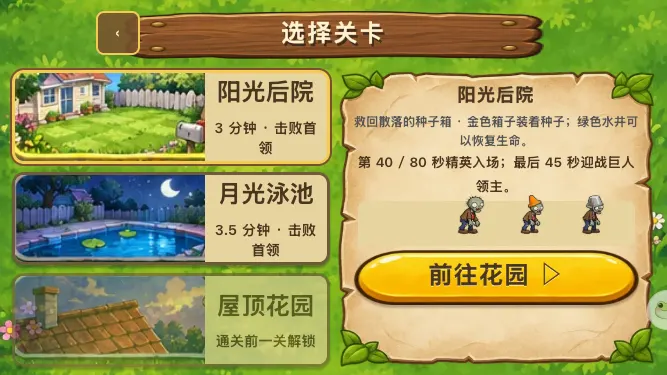 ‹
选择关卡
阳光后院
3 分钟 · 击败首
领
月光泳池
3.5 分钟 · 击败
首领
屋顶花园
通关前一关解锁
阳光后院
救回散落的种子箱 · 金色箱子装着种子；绿色水井可
以恢复生命。
第 40 / 80 秒精英入场；最后 45 秒迎战巨人
领主。
前往花园 ▷